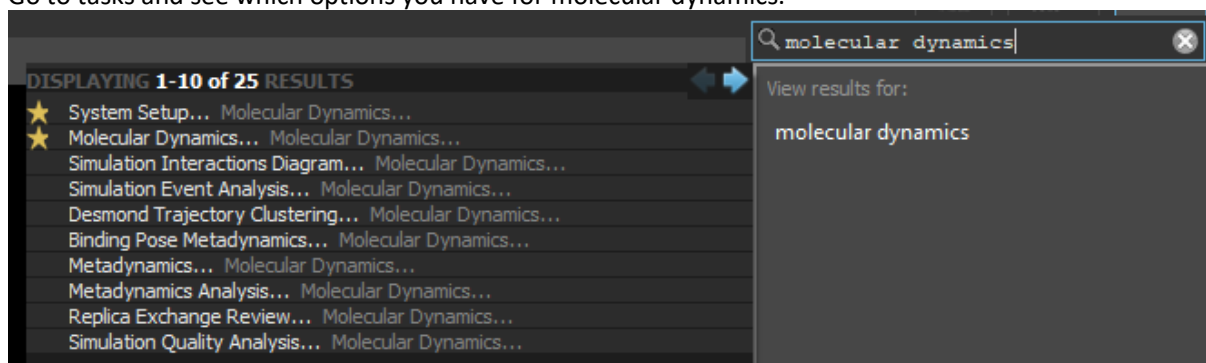 Go to tasks and see which options you have for molecular dynamics.
molecular dynamics
DISPLAYING 1-10 of 25 RESULTS
View results for:
molecular dynamics
System Setup... Molecular Dynamics...
Molecular Dynamics... Molecular Dynamics...
Simulation Interactions Diagram... Molecular Dynamics...
Simulation Event Analysis... Molecular Dynamics...
Desmond Trajectory Clustering... Molecular Dynamics...
Binding Pose Metadynamics... Molecular Dynamics...
Metadynamics... Molecular Dynamics...
Metadynamics Analysis... Molecular Dynamics...
Replica Exchange Review... Molecular Dynamics...
Simulation Quality Analysis... Molecular Dynamics...